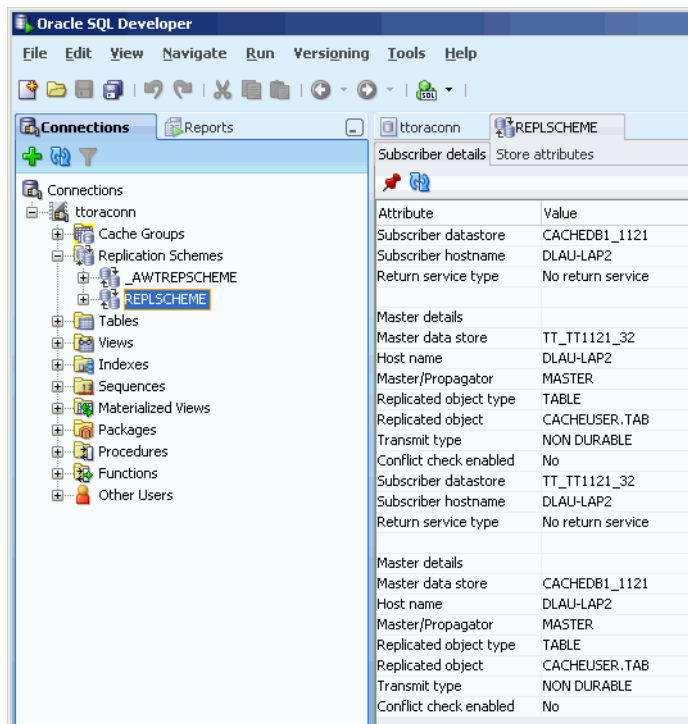 Oracle SQL Developer
File Edit View Navigate Run Versioning Tools Help
SQL
Connections Reports
Connections
ttoraconn
Cache Groups
Replication Schemes
_AWTREPSCHEME
REPLSCHEME
Tables
Views
Indexes
Sequences
Materialized Views
Packages
Procedures
Functions
Other Users
ttoraconn REPLSCHEME
Subscriber details Store attributes
Attribute Value
Subscriber datastore CACHEDB1_1121
Subscriber hostname DLAU-LAP2
Return service type No return service
Master details
Master data store TT_TT1121_32
Host name DLAU-LAP2
Master/Propagator MASTER
Replicated object type TABLE
Replicated object CACHEUSER.TAB
Transmit type NON DURABLE
Conflict check enabled No
Subscriber datastore TT_TT1121_32
Subscriber hostname DLAU-LAP2
Return service type No return service
Master details
Master data store CACHEDB1_1121
Host name DLAU-LAP2
Master/Propagator MASTER
Replicated object type TABLE
Replicated object CACHEUSER.TAB
Transmit type NON DURABLE
Conflict check enabled No